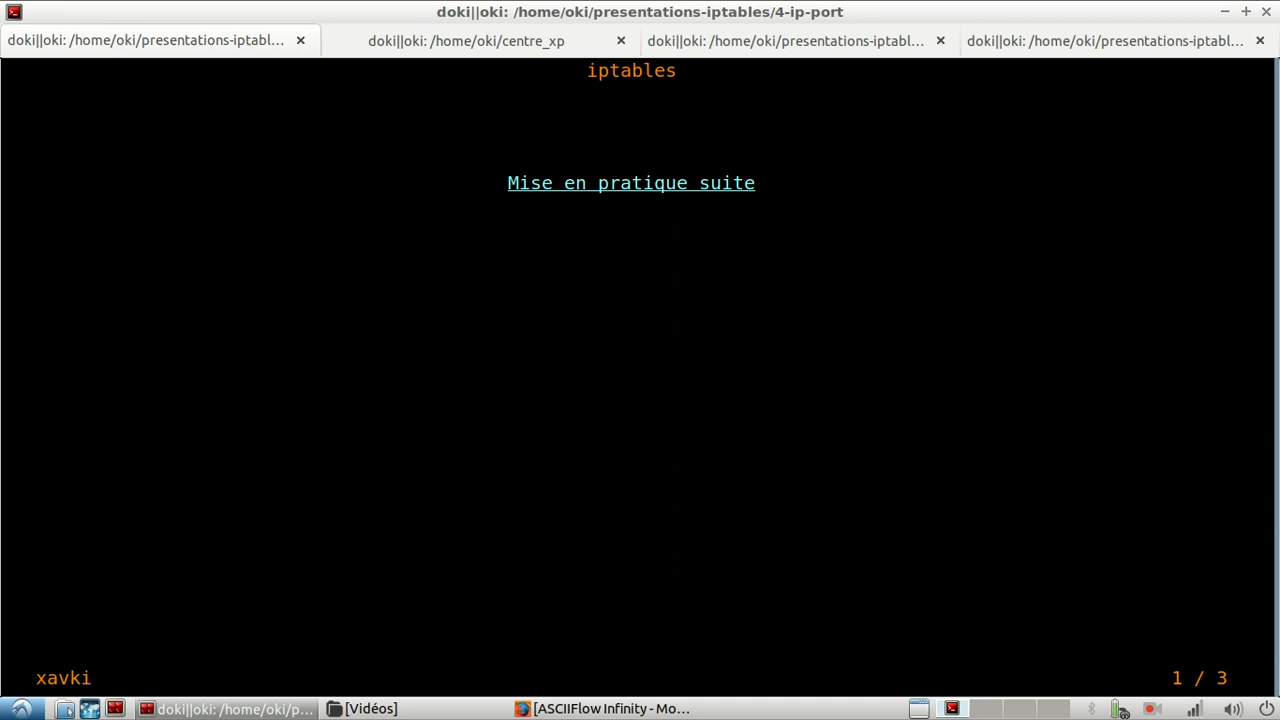 doki||oki: /home/oki/presentations-iptables/4-ip-port
doki||oki: /home/oki/presentations-iptabl...
doki||oki: /home/oki/centre_xp
doki||oki: /home/oki/presentations-iptabl...
doki||oki: /home/oki/presentations-iptabl...
iptables
Mise en pratique suite
xavki
1 / 3
doki||oki: /home/oki/p...
[Vidéos]
[ASCIIFlow Infinity - Mo...